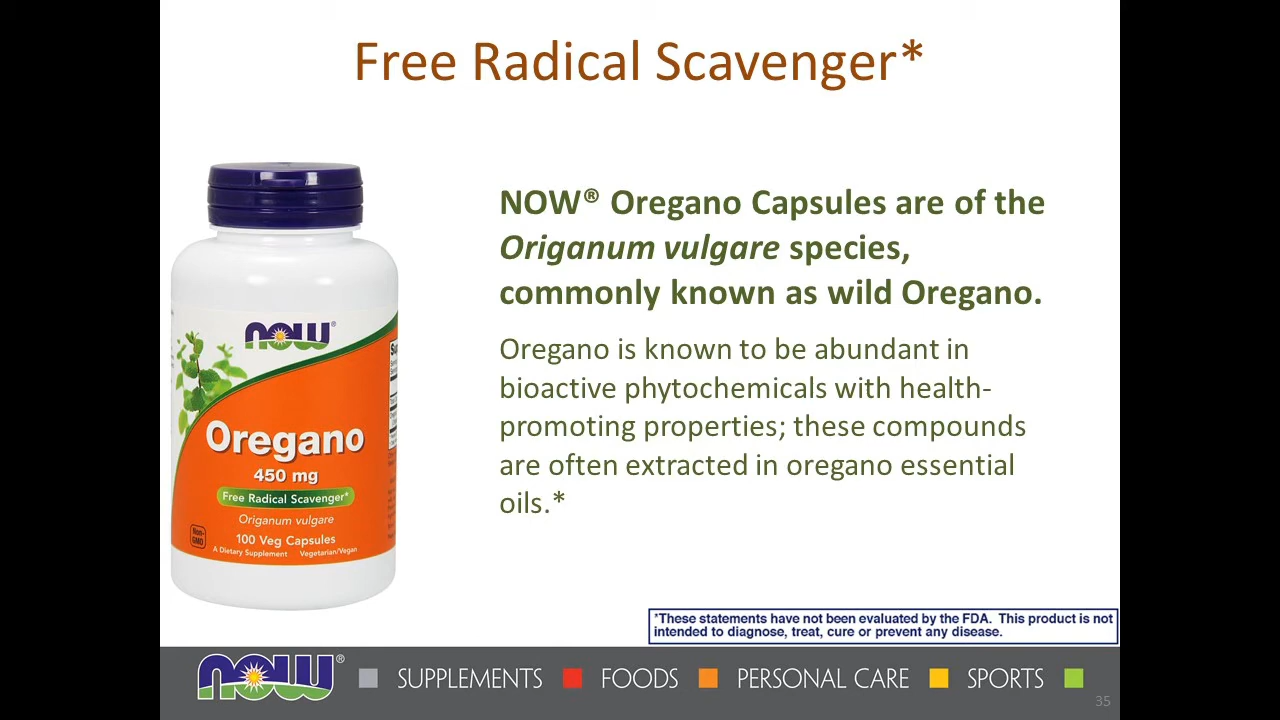 Free Radical Scavenger*
NOW® Oregano Capsules are of the
Origanum vulgare species,
commonly known as wild Oregano.
Oregano is known to be abundant in
bioactive phytochemicals with health-
promoting properties; these compounds
are often extracted in oregano essential
oils.*
NOW®
Oregano
450 mg
Free Radical Scavenger*
Origanum vulgare
Non-
GMO
100 Veg Capsules
A Dietary Supplement Vegetarian/Vegan
*These statements have not been evaluated by the FDA. This product is not
intended to diagnose, treat, cure or prevent any disease.
NOW® SUPPLEMENTS FOODS PERSONAL CARE SPORTS
35